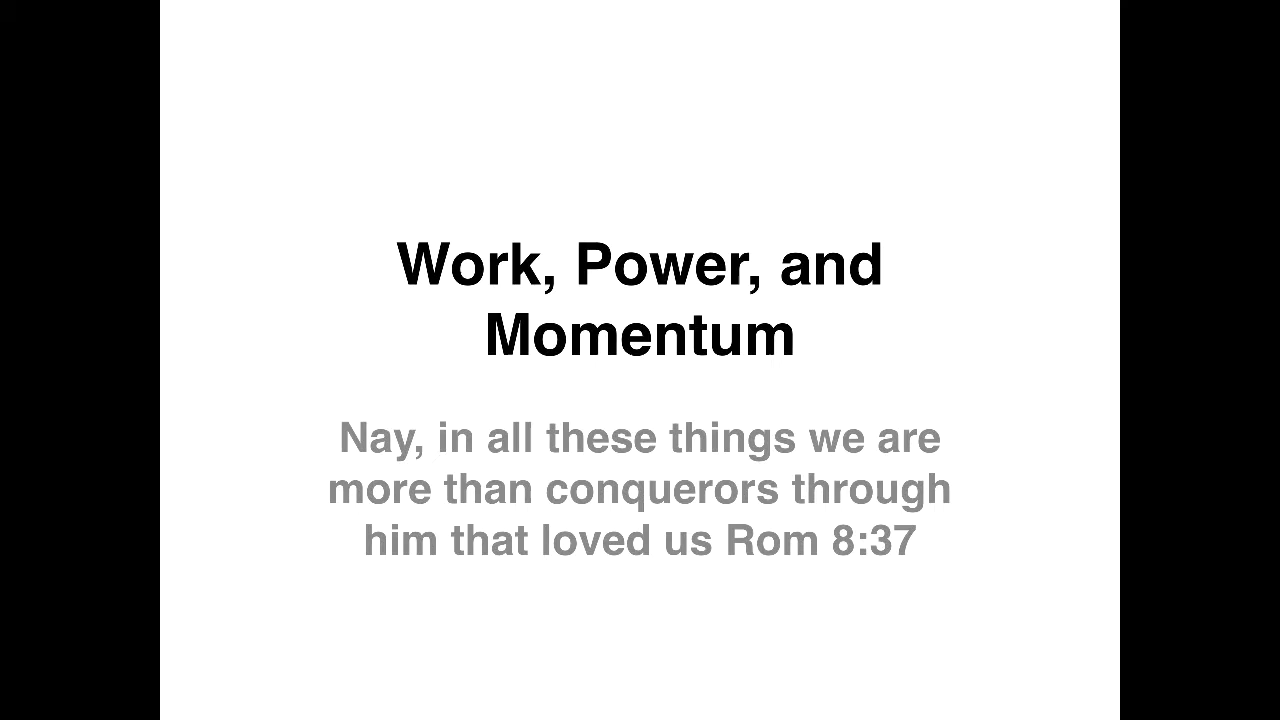 Work, Power, and
Momentum
Nay, in all these things we are
more than conquerors through
him that loved us Rom 8:37